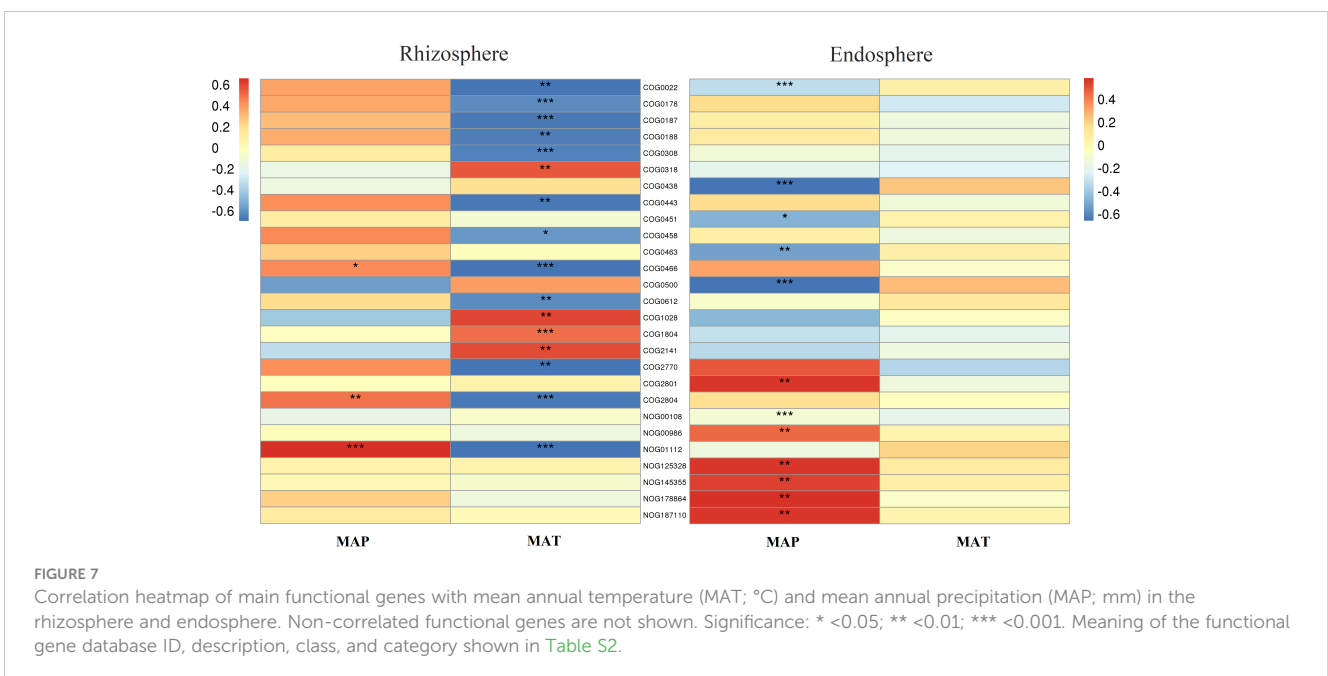 Rhizosphere
Endosphere
0.6
0.4
0.2
0
-0.2
-0.4
-0.6
** COG0022 ***
*** COG0178
*** COG0187
** COG0188
*** COG0308
** COG0318
COG0438 ***
** COG0443
COG0451 *
* COG0458
COG0463 **
* *** COG0466
COG0500 ***
** COG0612
** COG1028
*** COG1804
** COG2141
** COG2770
COG2801 **
** *** COG2804
NOG00108 ***
NOG00986 **
*** *** NOG01112
NOG125328 **
NOG145355 **
NOG178864 **
NOG187110 **
0.4
0.2
0
-0.2
-0.4
-0.6
MAP MAT MAP MAT
FIGURE 7
Correlation heatmap of main functional genes with mean annual temperature (MAT; °C) and mean annual precipitation (MAP; mm) in the
rhizosphere and endosphere. Non-correlated functional genes are not shown. Significance: * <0.05; ** <0.01; *** <0.001. Meaning of the functional
gene database ID, description, class, and category shown in Table S2.